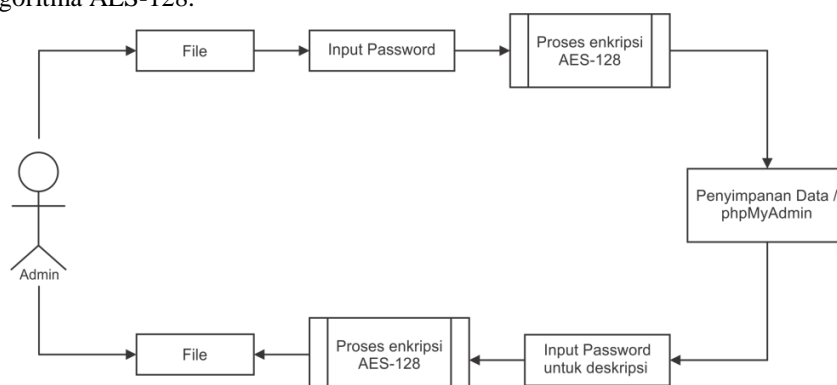 goritma AES-128.
File
Input Password
Proses enkripsi
AES-128
Penyimpanan Data /
phpMyAdmin
Admin
File
Proses enkripsi
AES-128
Input Password
untuk deskripsi